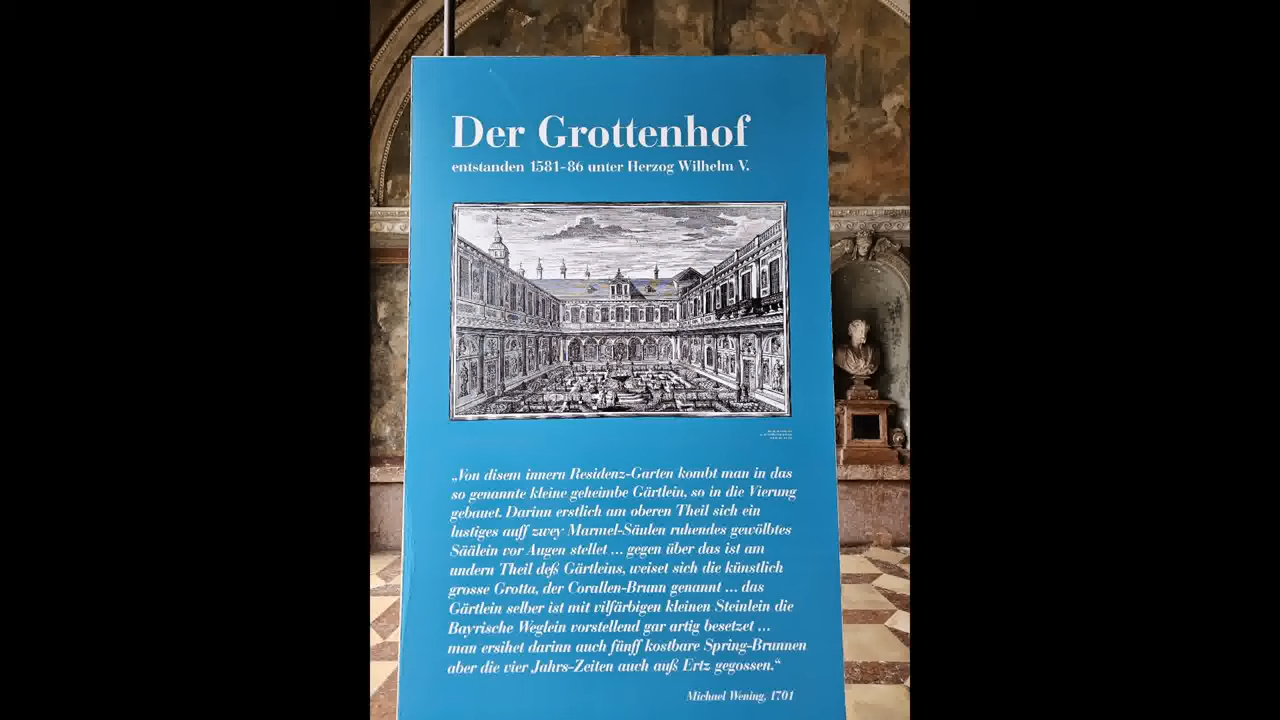 Der Grottenhof
entstanden 1581-86 unter Herzog Wilhelm V.
„Von disem innern Residenz-Garten kombt man in das
so genannte kleine geheimbe Gärtlein, so in die Vierung
gebauet. Darinn erstlich am oberen Theil sich ein
lustiges auff zwey Marmel-Säulen ruhendes gewölbtes
Säälein vor Augen stellet ... gegen über das ist am
undern Theil deß Gärtleins, weiset sich die künstlich
grosse Grotta, der Corallen-Brunn genannt ... das
Gärtlein selber ist mit vilfärbigen kleinen Steinlein die
Bayrische Weglein vorstellend gar artig besetzet ...
man ersihet darinn auch fünff kostbare Spring-Brunnen
aber die vier Jahrs-Zeiten auch auß Ertz gegossen.“
Michael Wening, 1701